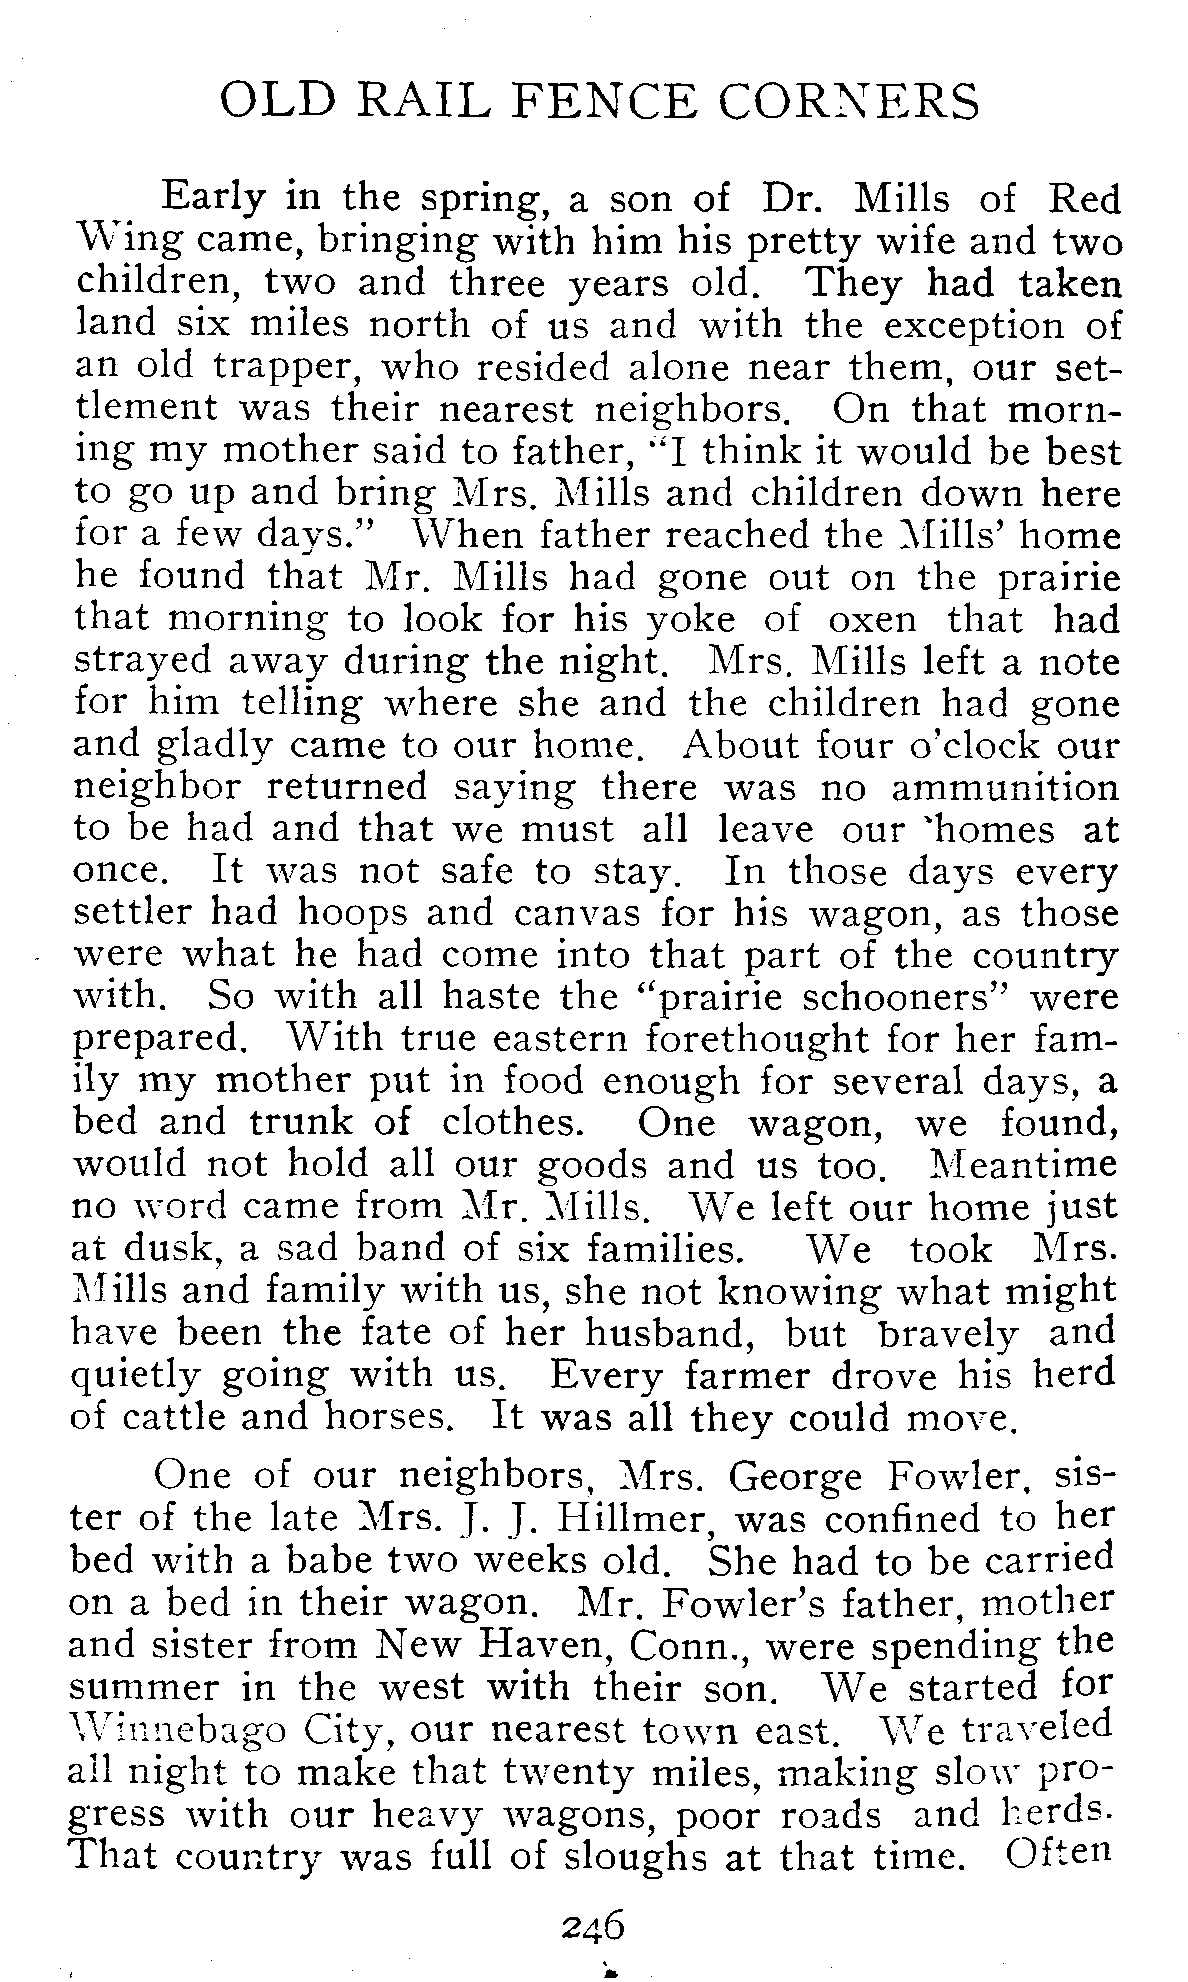 OLD RAIL FENCE CORNERS
Early in the spring, a son of Dr. Mills of Red
Wing came, bringing with him his pretty wife and two
children, two and three years old. They had taken
land six miles north of us and with the exception of
an old trapper, who resided alone near them, our set-
tlement was their nearest neighbors. On that morn-
ing my mother said to father, "I think it would be best
to go up and bring Mrs. Mills and children down here
for a few days." When father reached the Mills' home
he found that Mr. Mills had gone out on the prairie
that morning to look for his yoke of oxen that had
strayed away during the night. Mrs. Mills left a note
for him telling where she and the children had gone
and gladly came to our home. About four o'clock our
neighbor returned saying there was no ammunition
to be had and that we must all leave our homes at
once. It was not safe to stay. In those days every
settler had hoops and canvas for his wagon, as those
were what he had come into that part of the country
with. So with all haste the "prairie schooners" were
prepared. With true eastern forethought for her fam-
ily my mother put in food enough for several days, a
bed and trunk of clothes. One wagon, we found,
would not hold all our goods and us too. Meantime
no word came from Mr. Mills. We left our home just
at dusk, a sad band of six families. We took Mrs.
Mills and family with us, she not knowing what might
have been the fate of her husband, but bravely and
quietly going with us. Every farmer drove his herd
of cattle and horses. It was all they could move.
One of our neighbors, Mrs. George Fowler, sis-
ter of the late Mrs. J. J. Hillmer, was confined to her
bed with a babe two weeks old. She had to be carried
on a bed in their wagon. Mr. Fowler's father, mother
and sister from New Haven, Conn., were spending the
summer in the west with their son. We started for
Winnebago City, our nearest town east. We traveled
all night to make that twenty miles, making slow pro-
gress with our heavy wagons, poor roads and herds.
That country was full of sloughs at that time. Often
246